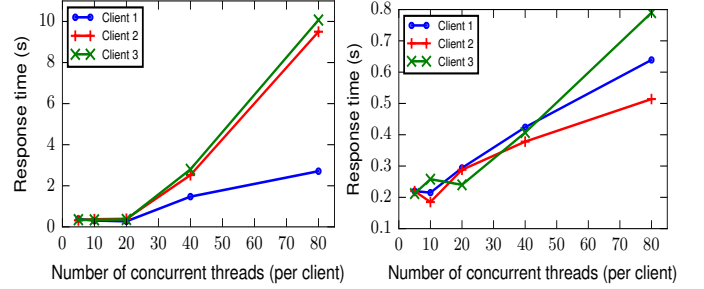 Response time (s)
10
8
6
4
2
0
Client 1
Client 2
Client 3
0 10 20 30 40 50 60 70 80
Number of concurrent threads (per client)
Response time (s)
0.8
0.7
0.6
0.5
0.4
0.3
0.2
0.1
Client 1
Client 2
Client 3
0 10 20 30 40 50 60 70 80
Number of concurrent threads (per client)